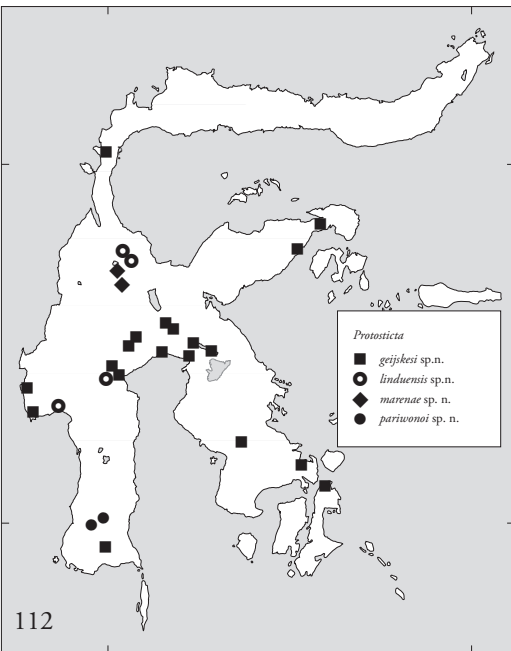 Protosticta
geijskesi sp.n.
linduensis sp.n.
marenae sp. n.
pariwonoi sp. n.
112